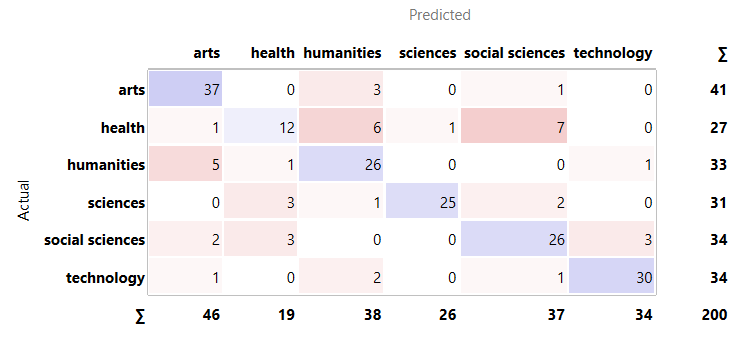 Predicted
arts health humanities sciences social sciences technology ∑
arts 37 0 3 0 1 0 41
health 1 12 6 1 7 0 27
humanities 5 1 26 0 0 1 33
sciences 0 3 1 25 2 0 31
social sciences 2 3 0 0 26 3 34
technology 1 0 2 0 1 30 34
∑ 46 19 38 26 37 34 200
Actual